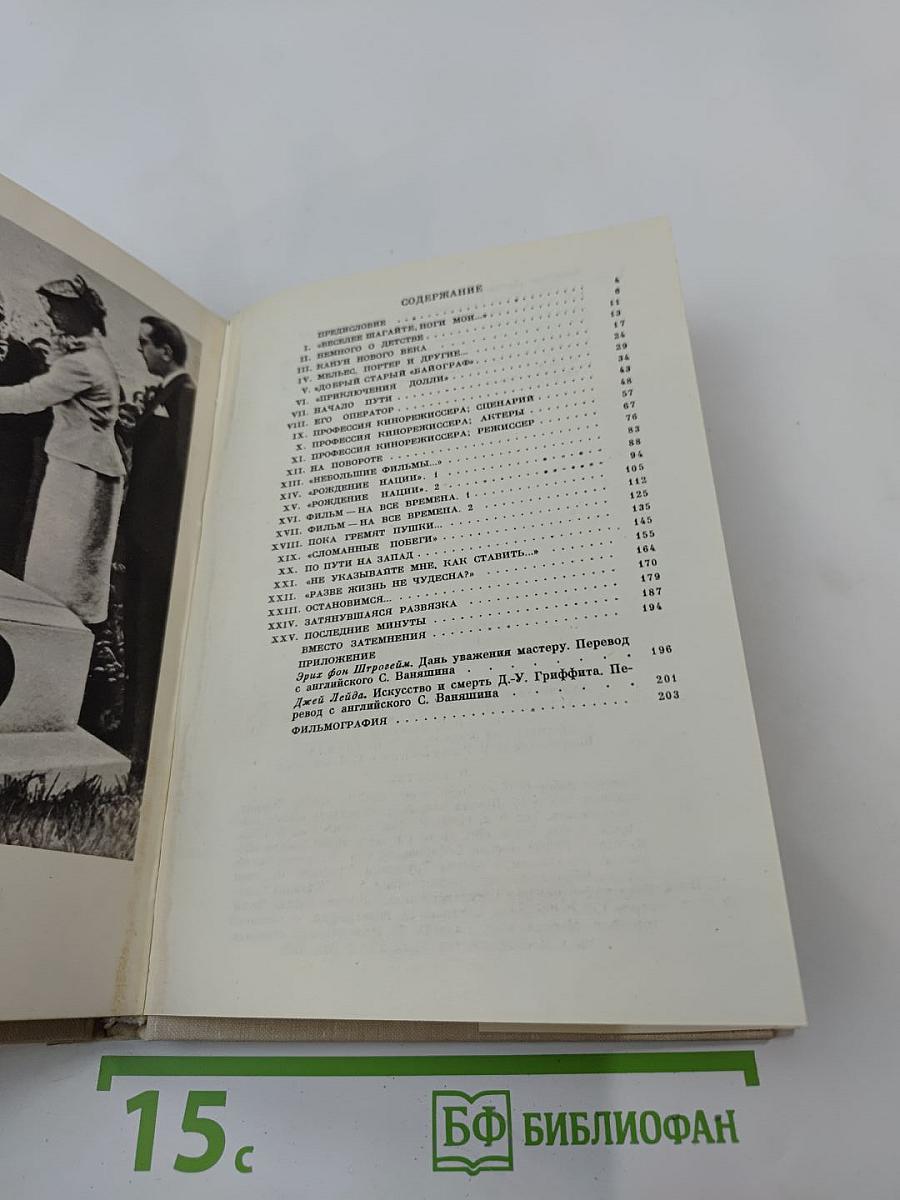 СОДЕРЖАНИЕ
ПРЕДИСЛОВИЕ . . . . . 4
I. «ВЕСЕЛЕЕ ШАГАЙТЕ, НОГИ МОИ...» . . . . . 6
II. НЕМНОГО О ДЕТСТВЕ . . . . . 11
III. КАНУН НОВОГО ВЕКА . . . . . 13
IV. МЕЛЬЕС, ПОРТЕР И ДРУГИЕ... . . . . . 17
V. «ДОБРЫЙ СТАРЫЙ «БАЙОГРАФ» . . . . . 24
VI. «ПРИКЛЮЧЕНИЯ ДОЛЛИ» . . . . . 29
VII. НАЧАЛО ПУТИ . . . . . 34
VIII. ЕГО ОПЕРАТОР . . . . . 43
IX. ПРОФЕССИЯ КИНОРЕЖИССЕРА; СЦЕНАРИЙ . . . . . 48
X. ПРОФЕССИЯ КИНОРЕЖИССЕРА; АКТЕРЫ . . . . . 57
XI. ПРОФЕССИЯ КИНОРЕЖИССЕРА; РЕЖИССЕР . . . . . 67
XII. НА ПОВОРОТЕ . . . . . 76
XIII. «НЕБОЛЬШИЕ ФИЛЬМЫ...» . . . . . 83
XIV. «РОЖДЕНИЕ НАЦИИ». 1 . . . . . 88
XV. «РОЖДЕНИЕ НАЦИИ». 2 . . . . . 94
XVI. ФИЛЬМ — НА ВСЕ ВРЕМЕНА. 1 . . . . . 105
XVII. ФИЛЬМ — НА ВСЕ ВРЕМЕНА. 2 . . . . . 112
XVIII. ПОКА ГРЕМЯТ ПУШКИ... . . . . . 125
XIX. «СЛОМАННЫЕ ПОБЕГИ» . . . . . 135
XX. ПО ПУТИ НА ЗАПАД . . . . . 145
XXI. «НЕ УКАЗЫВАЙТЕ МНЕ, КАК СТАВИТЬ...» . . . . . 155
XXII. «РАЗВЕ ЖИЗНЬ НЕ ЧУДЕСНА?» . . . . . 164
XXIII. ОСТАНОВИМСЯ... . . . . . 170
XXIV. ЗАТЯНУВШАЯСЯ РАЗВЯЗКА . . . . . 179
XXV. ПОСЛЕДНИЕ МИНУТЫ . . . . . 187
ВМЕСТО ЗАТЕМНЕНИЯ . . . . . 194
ПРИЛОЖЕНИЕ
Эрих фон Штрогейм. Дань уважения мастеру. Перевод
с английского С. Ваняшина . . . . . 196
Джей Лейда. Искусство и смерть Д.-У. Гриффита. Пе-
ревод с английского С. Ваняшина . . . . . 201
ФИЛЬМОГРАФИЯ . . . . . 203
15 с
БФ БИБЛИОФАН